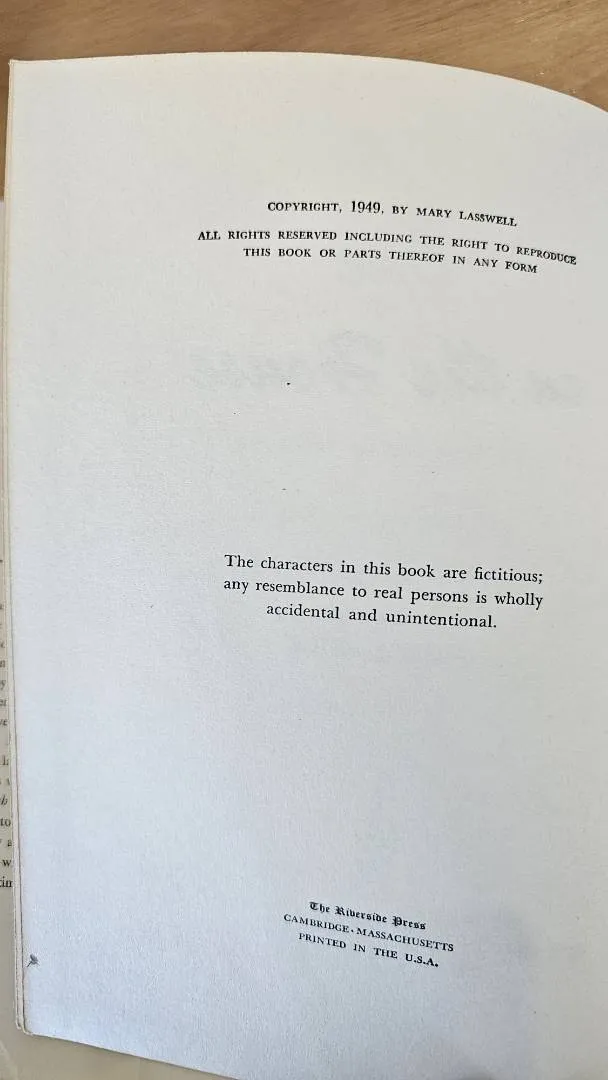 COPYRIGHT, 1949, BY MARY LASSWELL
ALL RIGHTS RESERVED INCLUDING THE RIGHT TO REPRODUCE
THIS BOOK OR PARTS THEREOF IN ANY FORM
The characters in this book are fictitious;
any resemblance to real persons is wholly
accidental and unintentional.
The Riverside Press
CAMBRIDGE · MASSACHUSETTS
PRINTED IN THE U.S.A.